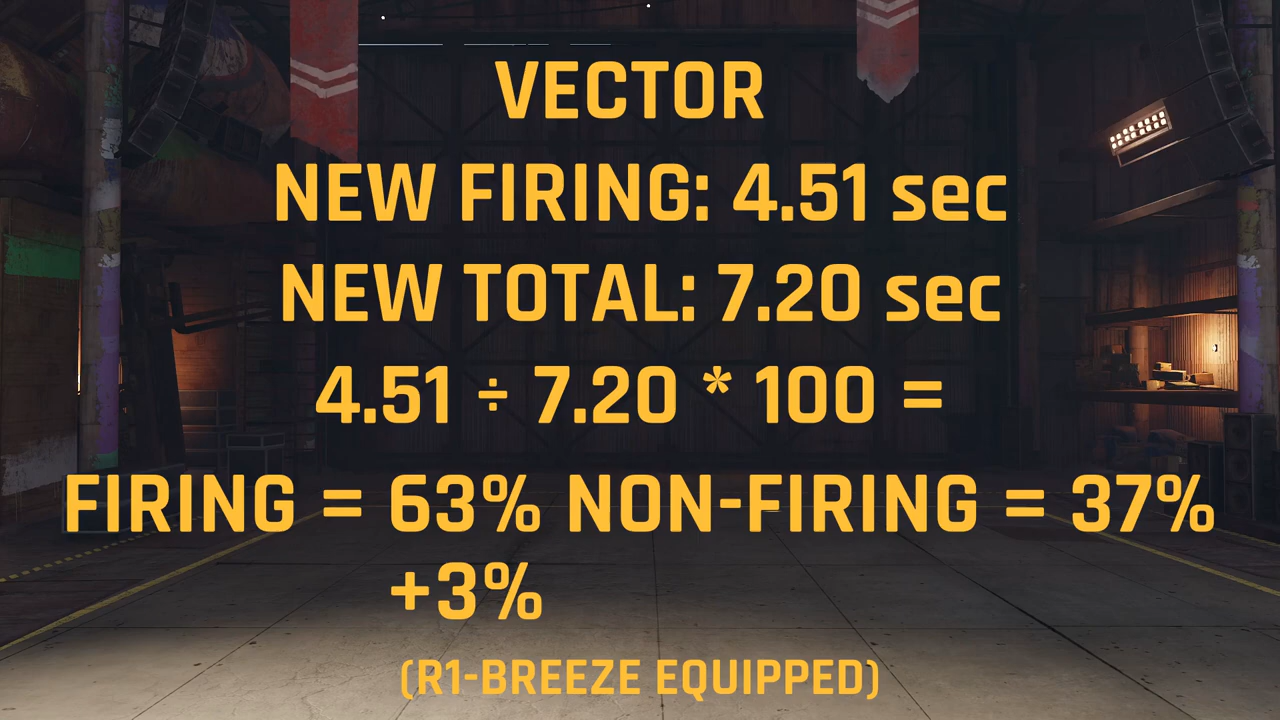 VECTOR
NEW FIRING: 4.51 sec
NEW TOTAL: 7.20 sec
4.51 ÷ 7.20 * 100 =
FIRING = 63% NON-FIRING = 37%
+3%
(R1-BREEZE EQUIPPED)